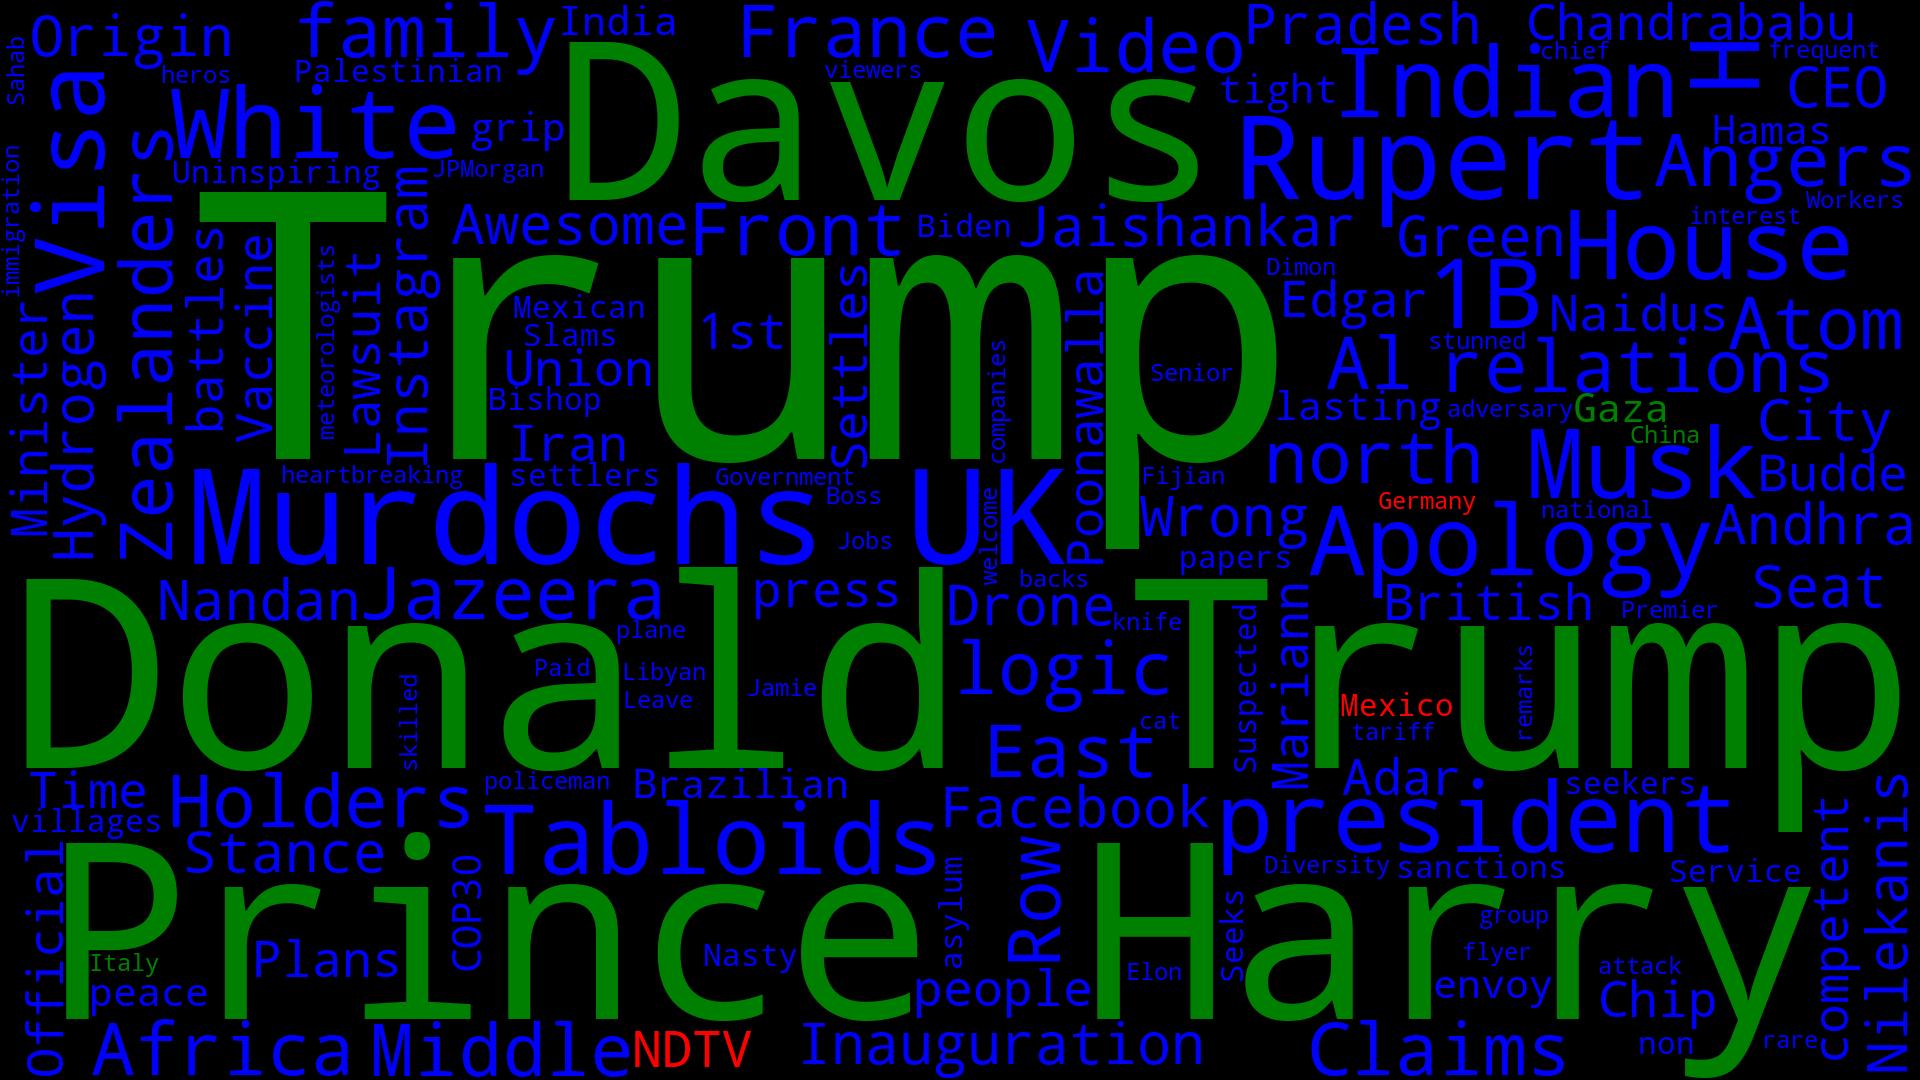 Origin
family
India
France
Video
Pradesh
Chandrababu
Sahab
heros
Palestinian
Davos
viewers
tight
Indian
chief
H
frequent
CEO
Visa
White
grip
Rupert
Hamas
Angers
Uninspiring
JPMorgan
Workers
immigration
Zealanders
Trump
Instagram
Awesome
Front
Biden
Jaishankar
Green
House
interest
battles
Vaccine
meteorologists
Lawsuit
Mexican
Slams
1st
Settles
Poonawalla
Dimon
Edgar
1B
Naidus
Atom
Minister
Hydrogen
Union
Bishop
companies
Senior
Al
stunned
relations
Iran
lasting
adversary
Gaza
China
City
heartbreaking
settlers
Government
Fijian
north
Musk
Budde
Murdochs
Boss
UK
welcome
Wrong
Germany
national
Jobs
papers
Apology
Andhra
Donald Trump
Nandan
Jazeera
press
backs
Drone
knife
British
Premier
Seat
plane
Paid
Libyan
Leave
Jamie
logic
Suspected
Mariann
Mexico
remarks
tariff
skilled
cat
East
Time
villages
Holders
policeman
Brazilian
Facebook
Adar
seekers
president
Stance
Tabloids
Diversity
sanctions
Service
Official
Prince Harry
COP30
asylum
Row
Seeks
competent
Nilekanis
Italy
Plans
Nasty
Elon
group
flyer
attack
peace
people
envoy
Chip
Africa
Middle
NDTV
Inauguration
Claims
non
rare